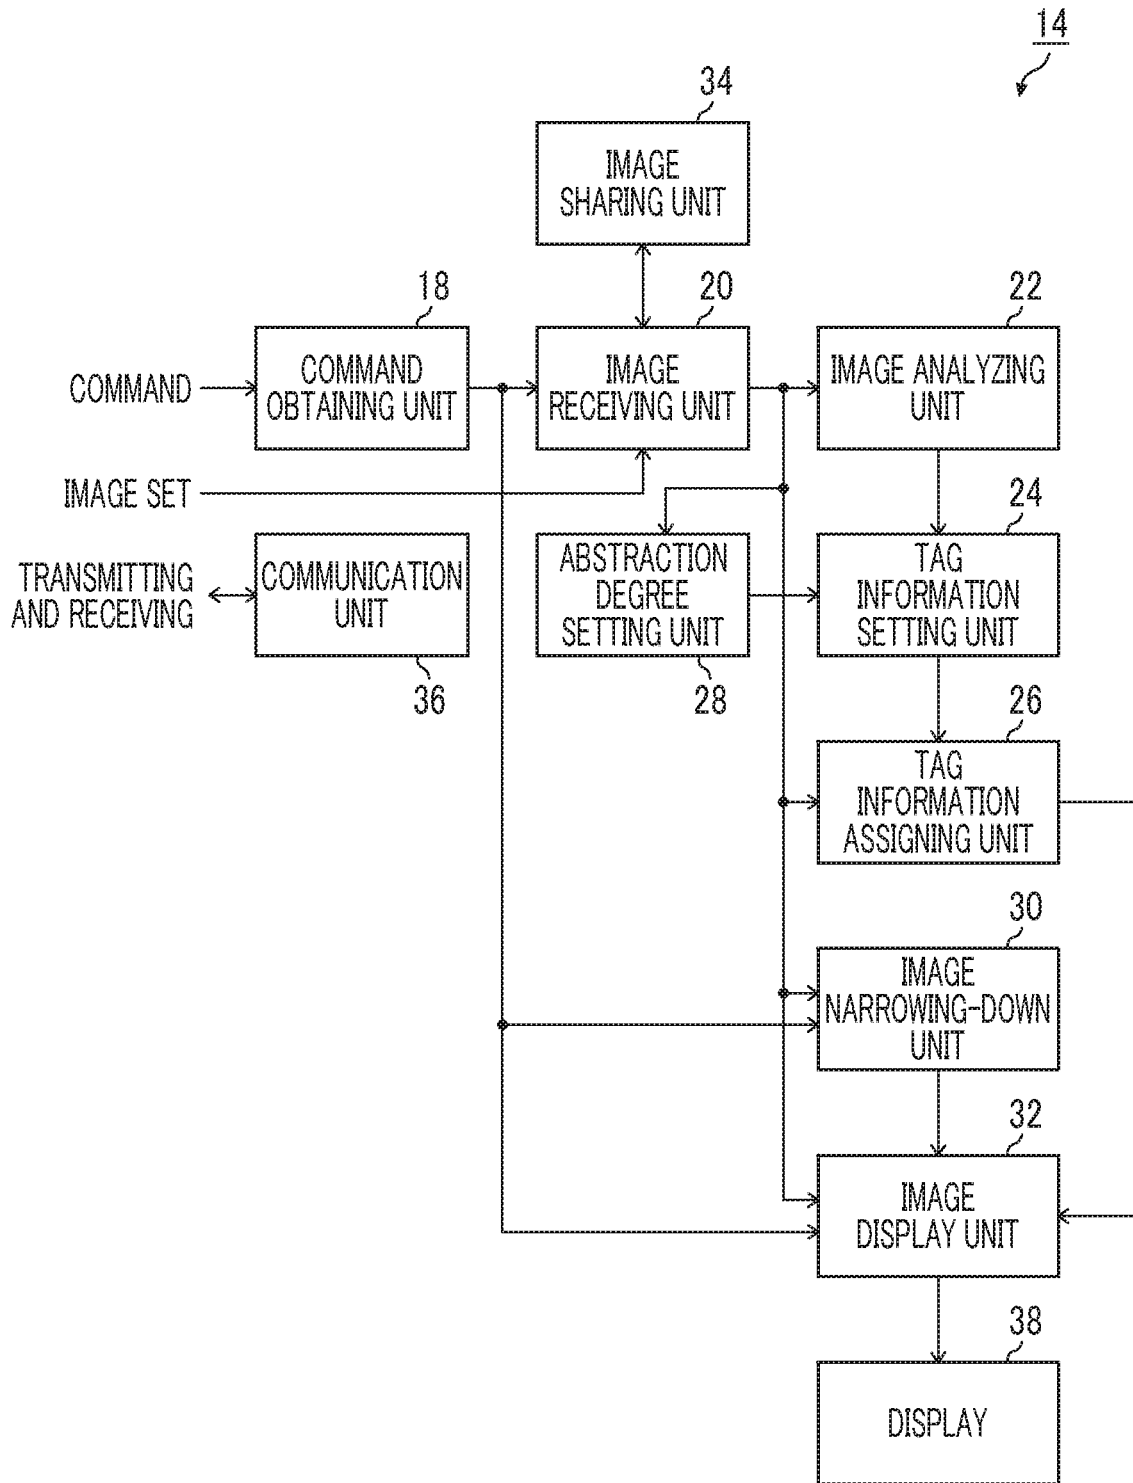 14
34
IMAGE
SHARING UNIT
18
20
22
COMMAND
COMMAND
OBTAINING UNIT
IMAGE
RECEIVING UNIT
IMAGE ANALYZING
UNIT
IMAGE SET
24
TRANSMITTING
AND RECEIVING
COMMUNICATION
UNIT
ABSTRACTION
DEGREE
SETTING UNIT
TAG
INFORMATION
SETTING UNIT
36
28
26
TAG
INFORMATION
ASSIGNING UNIT
30
IMAGE
NARROWING-DOWN
UNIT
32
IMAGE
DISPLAY UNIT
38
DISPLAY